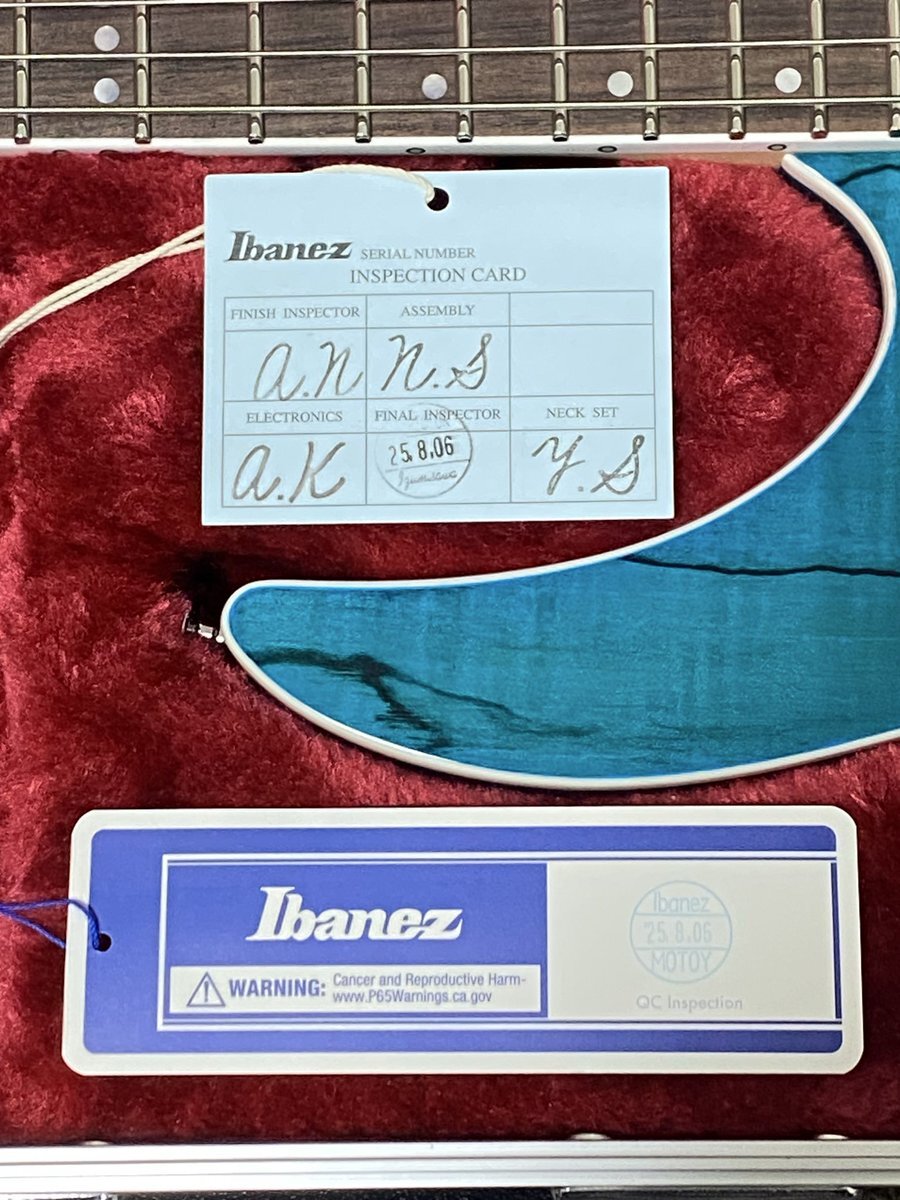 Ibanez SERIAL NUMBER
INSPECTION CARD
FINISH INSPECTOR ASSEMBLY
a.N N.S
ELECTRONICS FINAL INSPECTOR NECK SET
a.K 25.8.06 Y.S
Ibanez
WARNING: Cancer and Reproductive Harm-
www.P65Warnings.ca.gov
Ibanez
'25.8.06
MOTOY
QC Inspection